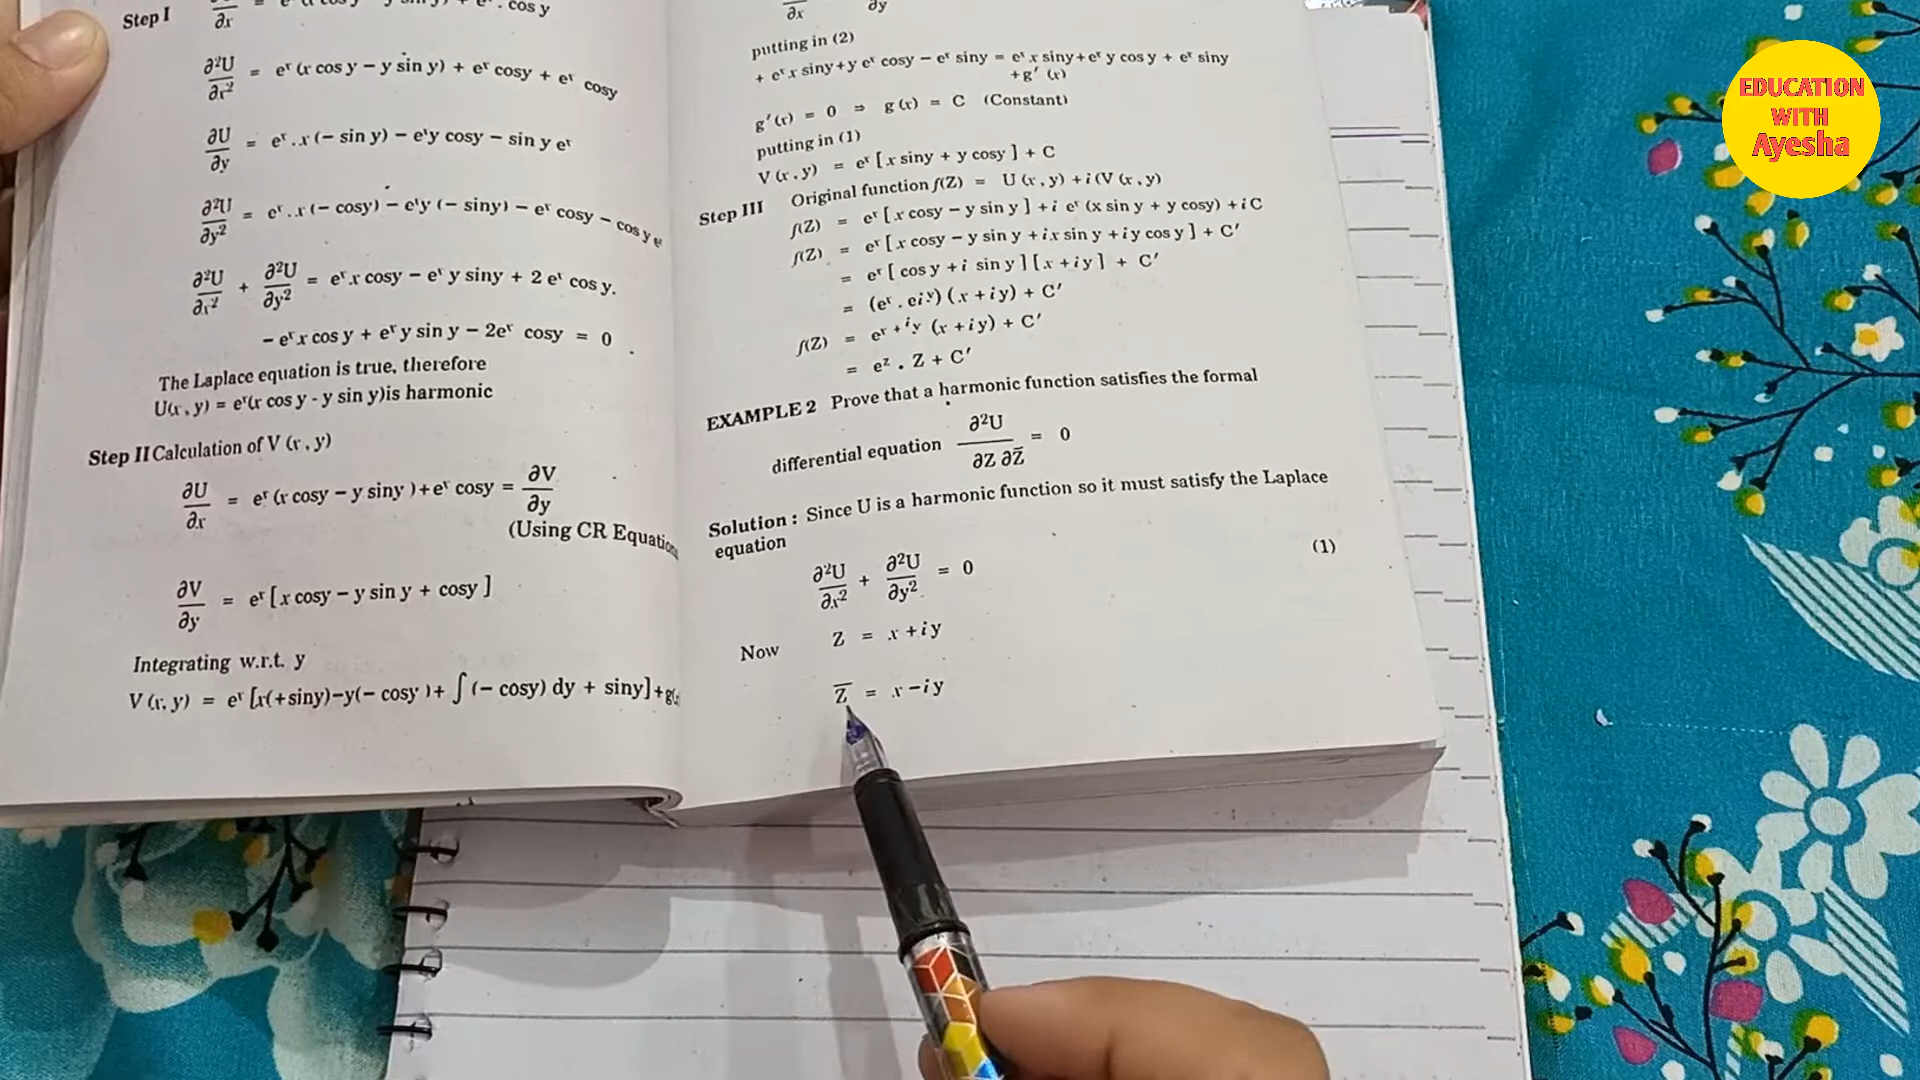 Step I ∂x
∂²U/∂x² = eˣ (x cos y – y sin y) + eˣ cosy + eˣ cosy
∂U/∂y = eˣ . x (– sin y) – eˣy cosy – sin y eˣ
∂²U/∂y² = eˣ . x (– cosy) – eˣy (– siny) – eˣ cosy – cos y eˣ
∂²U/∂x² + ∂²U/∂y² = eˣ x cosy – eˣ y siny + 2 eˣ cos y.
– eˣ x cos y + eˣ y sin y – 2eˣ cosy = 0
The Laplace equation is true, therefore
U(x , y) = eˣ(x cos y - y sin y)is harmonic
Step II Calculation of V (x , y)
∂U/∂x = eˣ (x cosy – y siny ) + eˣ cosy = ∂V/∂y
(Using CR Equation
∂V/∂y = eˣ [ x cosy – y sin y + cosy ]
Integrating w.r.t. y
V (x, y) = eˣ [x(+siny)–y(– cosy )+ ∫ (– cosy) dy + siny] +g(
∂x ∂y
putting in (2)
+ eˣ x siny+y eˣ cosy – eˣ siny = eˣ x siny+eˣ y cos y + eˣ siny
+g′ (x)
g′(x) = 0 ⇒ g (x) = C (Constant)
putting in (1)
V (x , y) = eˣ [ x siny + y cosy ] + C
Step III Original function f(Z) = U (x , y) + i (V (x , y)
f(Z) = eˣ [ x cosy – y sin y ] + i eˣ (x sin y + y cosy) + i C
f(Z) = eˣ [ x cosy – y sin y + ix sin y + iy cos y ] + C′
= eˣ [ cos y + i sin y ] [ x + iy ] + C′
= (eˣ . eⁱʸ) ( x + iy) + C′
f(Z) = eˣ⁺ⁱʸ (x + iy) + C′
= eᶻ . Z + C′
EXAMPLE 2 Prove that a harmonic function satisfies the formal
differential equation ∂²U/∂Z ∂Z̄ = 0
Solution : Since U is a harmonic function so it must satisfy the Laplace
equation
∂²U/∂x² + ∂²U/∂y² = 0 (1)
Now Z = x + iy
Z̄ = x – iy
EDUCATION
WITH
Ayesha